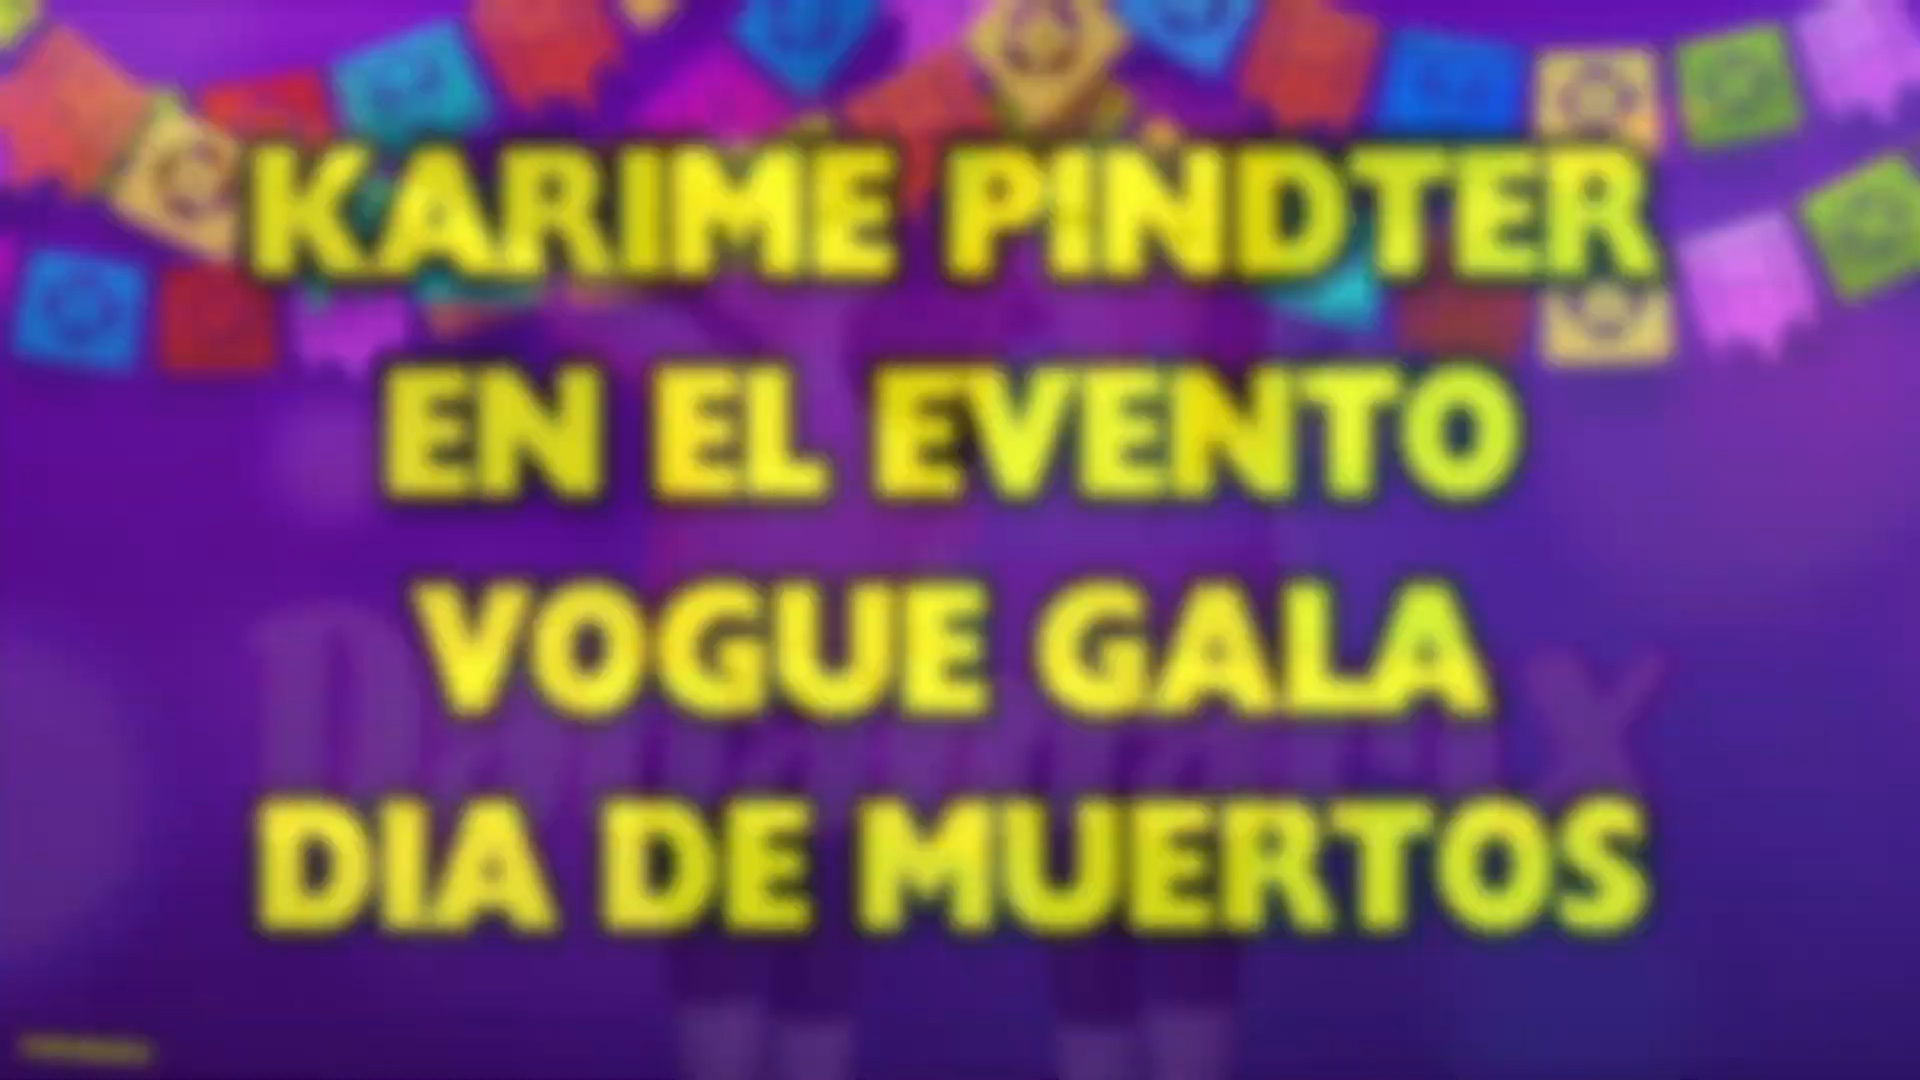 KARIME PINDTER
EN EL EVENTO
VOGUE GALA
DIA DE MUERTOS